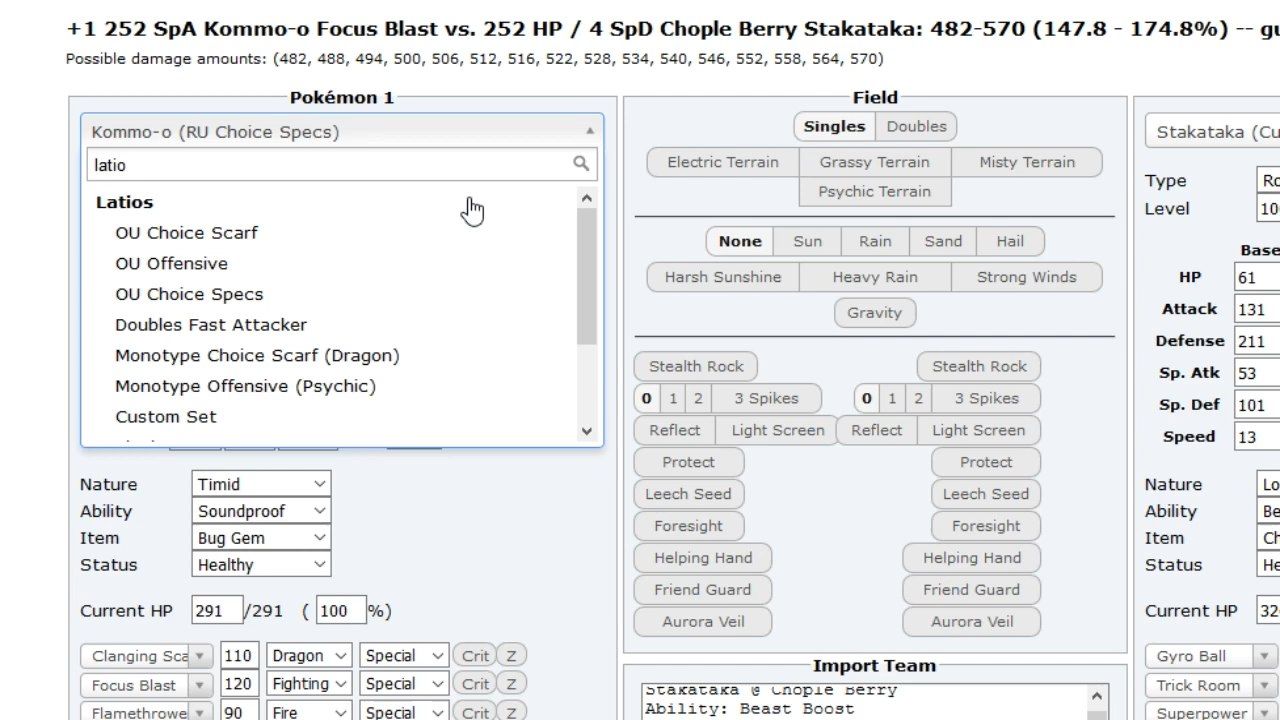 +1 252 SpA Kommo-o Focus Blast vs. 252 HP / 4 SpD Chople Berry Stakataka: 482-570 (147.8 - 174.8%) --
Possible damage amounts: (482, 488, 494, 500, 506, 512, 516, 522, 528, 534, 540, 546, 552, 558, 564, 570)
Pokémon 1
Kommo-o (RU Choice Specs)
latio
Latios
OU Choice Scarf
OU Offensive
OU Choice Specs
Doubles Fast Attacker
Monotype Choice Scarf (Dragon)
Monotype Offensive (Psychic)
Custom Set
Nature Timid
Ability Soundproof
Item Bug Gem
Status Healthy
Current HP 291/291 ( 100 %)
Clanging Sca 110 Dragon Special Crit Z
Focus Blast 120 Fighting Special Crit Z
Flamethrowe 90 Fire Special Crit Z
Field
Singles Doubles
Electric Terrain Grassy Terrain Misty Terrain
Psychic Terrain
None Sun Rain Sand Hail
Harsh Sunshine Heavy Rain Strong Winds
Gravity
Stealth Rock Stealth Rock
0 1 2 3 Spikes 0 1 2 3 Spikes
Reflect Light Screen Reflect Light Screen
Protect Protect
Leech Seed Leech Seed
Foresight Foresight
Helping Hand Helping Hand
Friend Guard Friend Guard
Aurora Veil Aurora Veil
Import Team
Stakataka @ Chople Berry
Ability: Beast Boost
Stakataka (Cu
Type Ro
Level 10
Base
HP 61
Attack 131
Defense 211
Sp. Atk 53
Sp. Def 101
Speed 13
Nature Lo
Ability Be
Item Ch
Status He
Current HP 32
Gyro Ball
Trick Room
Superpower